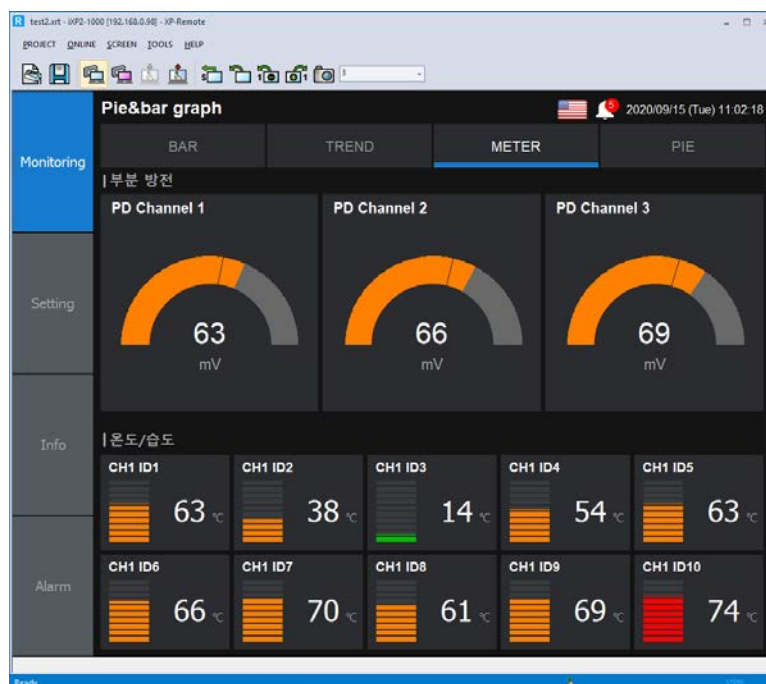 R test2.xrt - iXP2-1000 [192.168.0.98] - XP-Remote
PROJECT ONLINE SCREEN TOOLS HELP
Pie&bar graph
5
2020/09/15 (Tue) 11:02:18
Monitoring
BAR TREND METER PIE
|부분 방전
PD Channel 1 PD Channel 2 PD Channel 3
63 66 69
mV mV mV
Setting
|온도/습도
Info
CH1 ID1 CH1 ID2 CH1 ID3 CH1 ID4 CH1 ID5
63 ℃ 38 ℃ 14 ℃ 54 ℃ 63 ℃
Alarm
CH1 ID6 CH1 ID7 CH1 ID8 CH1 ID9 CH1 ID10
66 ℃ 70 ℃ 61 ℃ 69 ℃ 74 ℃
Ready